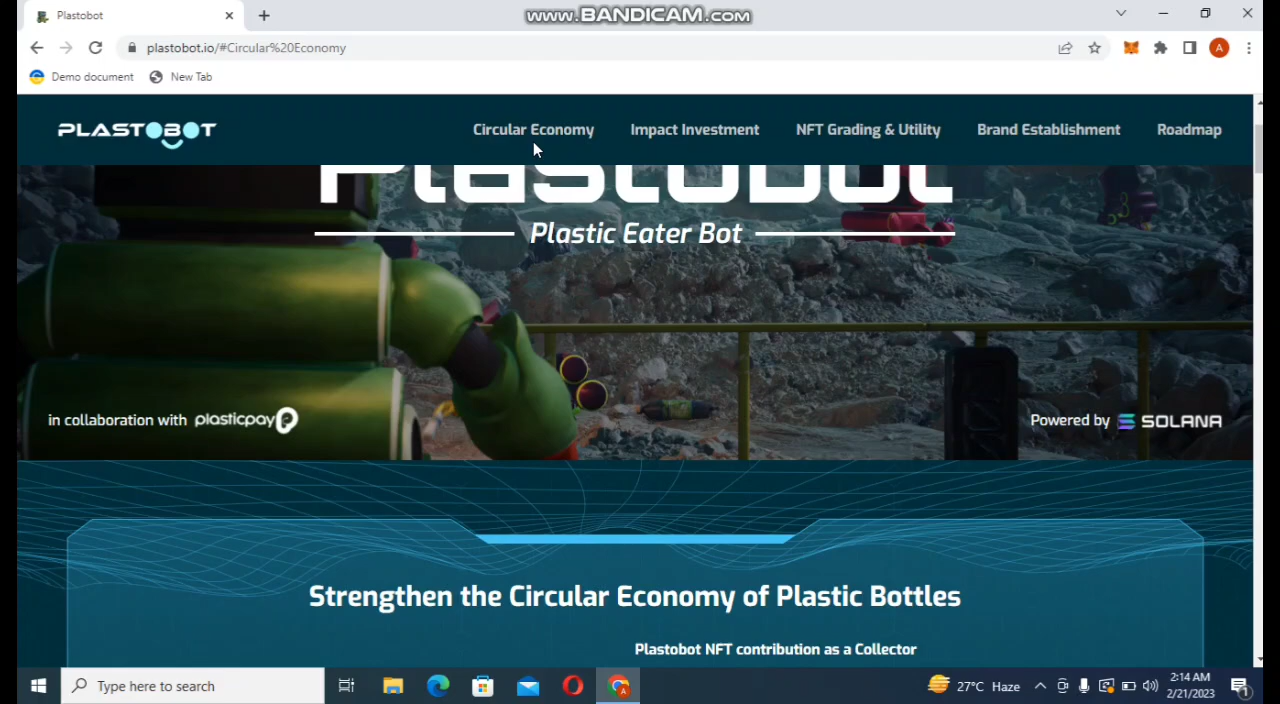 Plastobot
www.BANDICAM.com
plastobot.io/#Circular%20Economy
A
Demo document
New Tab
PLASTOBOT
Circular Economy
Impact Investment
NFT Grading & Utility
Brand Establishment
Roadmap
Plastobot
Plastic Eater Bot
in collaboration with plasticpay
Powered by SOLANA
Strengthen the Circular Economy of Plastic Bottles
Plastobot NFT contribution as a Collector
Type here to search
27°C Haze
2:14 AM
2/21/2023
1